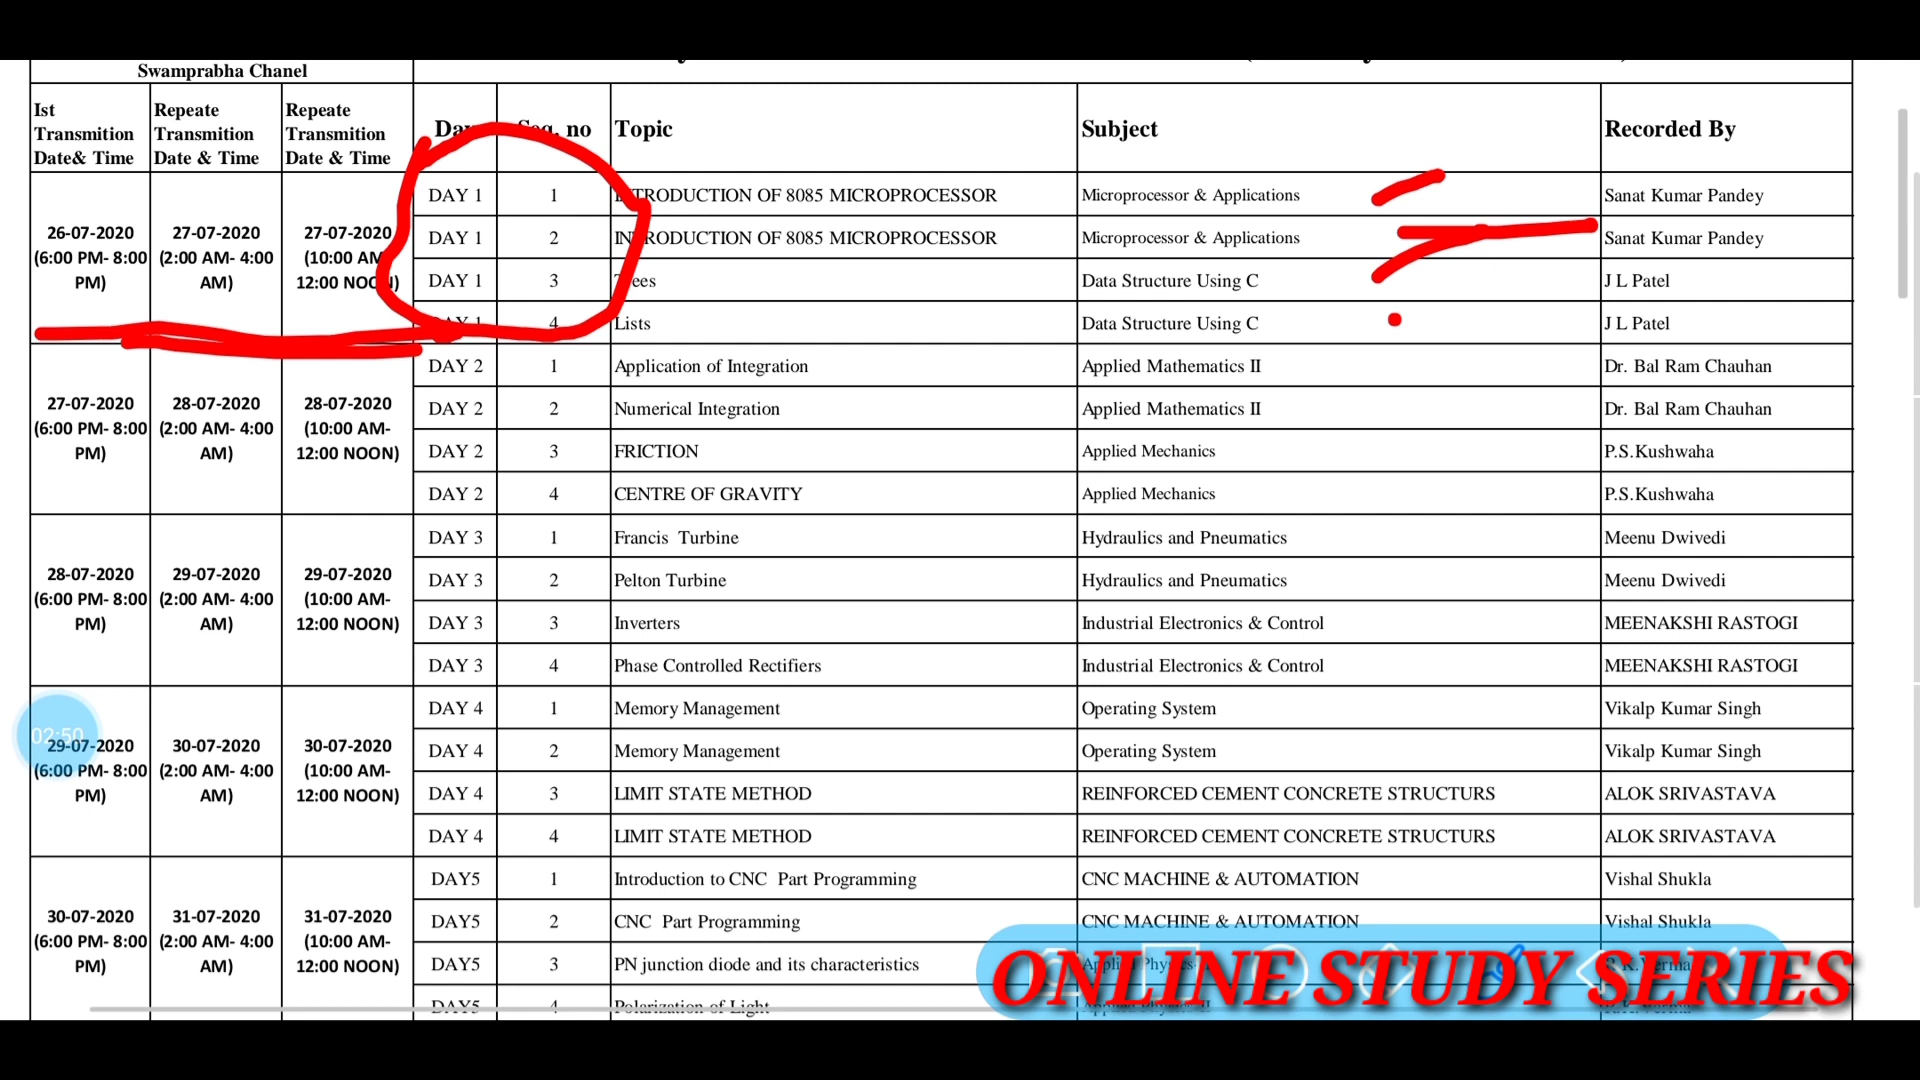 Swamprabha Chanel
Ist Transmition Date& Time
Repeate Transmition Date & Time
Repeate Transmition Date & Time
Seq. no
Topic
Subject
Recorded By
26-07-2020 (6:00 PM- 8:00 PM)
27-07-2020 (2:00 AM- 4:00 AM)
27-07-2020 (10:00 AM- 12:00 NOON)
DAY 1 1 INTRODUCTION OF 8085 MICROPROCESSOR Microprocessor & Applications Sanat Kumar Pandey
DAY 1 2 INTRODUCTION OF 8085 MICROPROCESSOR Microprocessor & Applications Sanat Kumar Pandey
DAY 1 3 Trees Data Structure Using C J L Patel
DAY 1 4 Lists Data Structure Using C J L Patel
27-07-2020 (6:00 PM- 8:00 PM)
28-07-2020 (2:00 AM- 4:00 AM)
28-07-2020 (10:00 AM- 12:00 NOON)
DAY 2 1 Application of Integration Applied Mathematics II Dr. Bal Ram Chauhan
DAY 2 2 Numerical Integration Applied Mathematics II Dr. Bal Ram Chauhan
DAY 2 3 FRICTION Applied Mechanics P.S.Kushwaha
DAY 2 4 CENTRE OF GRAVITY Applied Mechanics P.S.Kushwaha
28-07-2020 (6:00 PM- 8:00 PM)
29-07-2020 (2:00 AM- 4:00 AM)
29-07-2020 (10:00 AM- 12:00 NOON)
DAY 3 1 Francis Turbine Hydraulics and Pneumatics Meenu Dwivedi
DAY 3 2 Pelton Turbine Hydraulics and Pneumatics Meenu Dwivedi
DAY 3 3 Inverters Industrial Electronics & Control MEENAKSHI RASTOGI
DAY 3 4 Phase Controlled Rectifiers Industrial Electronics & Control MEENAKSHI RASTOGI
02:50
29-07-2020 (6:00 PM- 8:00 PM)
30-07-2020 (2:00 AM- 4:00 AM)
30-07-2020 (10:00 AM- 12:00 NOON)
DAY 4 1 Memory Management Operating System Vikalp Kumar Singh
DAY 4 2 Memory Management Operating System Vikalp Kumar Singh
DAY 4 3 LIMIT STATE METHOD REINFORCED CEMENT CONCRETE STRUCTURS ALOK SRIVASTAVA
DAY 4 4 LIMIT STATE METHOD REINFORCED CEMENT CONCRETE STRUCTURS ALOK SRIVASTAVA
30-07-2020 (6:00 PM- 8:00 PM)
31-07-2020 (2:00 AM- 4:00 AM)
31-07-2020 (10:00 AM- 12:00 NOON)
DAY5 1 Introduction to CNC Part Programming CNC MACHINE & AUTOMATION Vishal Shukla
DAY5 2 CNC Part Programming CNC MACHINE & AUTOMATION Vishal Shukla
DAY5 3 PN junction diode and its characteristics
DAY5 4 Polarization of Light
ONLINE STUDY SERIES